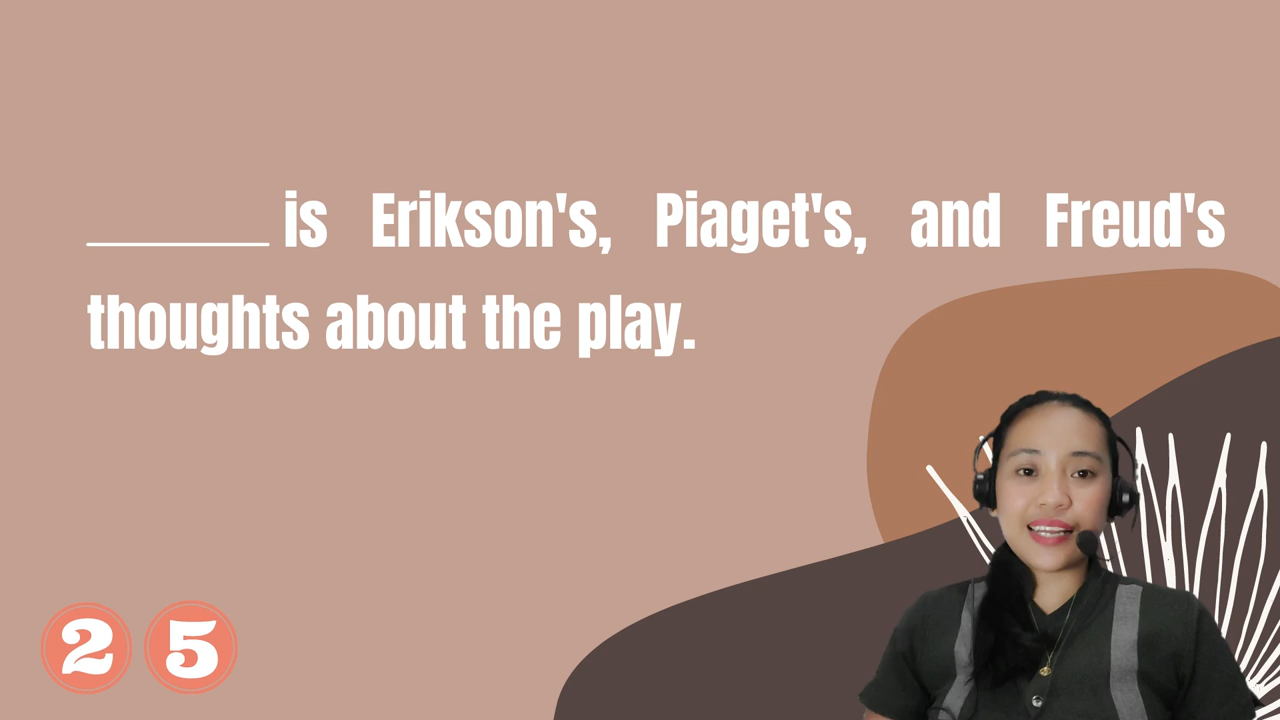 ______ is Erikson's, Piaget's, and Freud's
thoughts about the play.
2 5